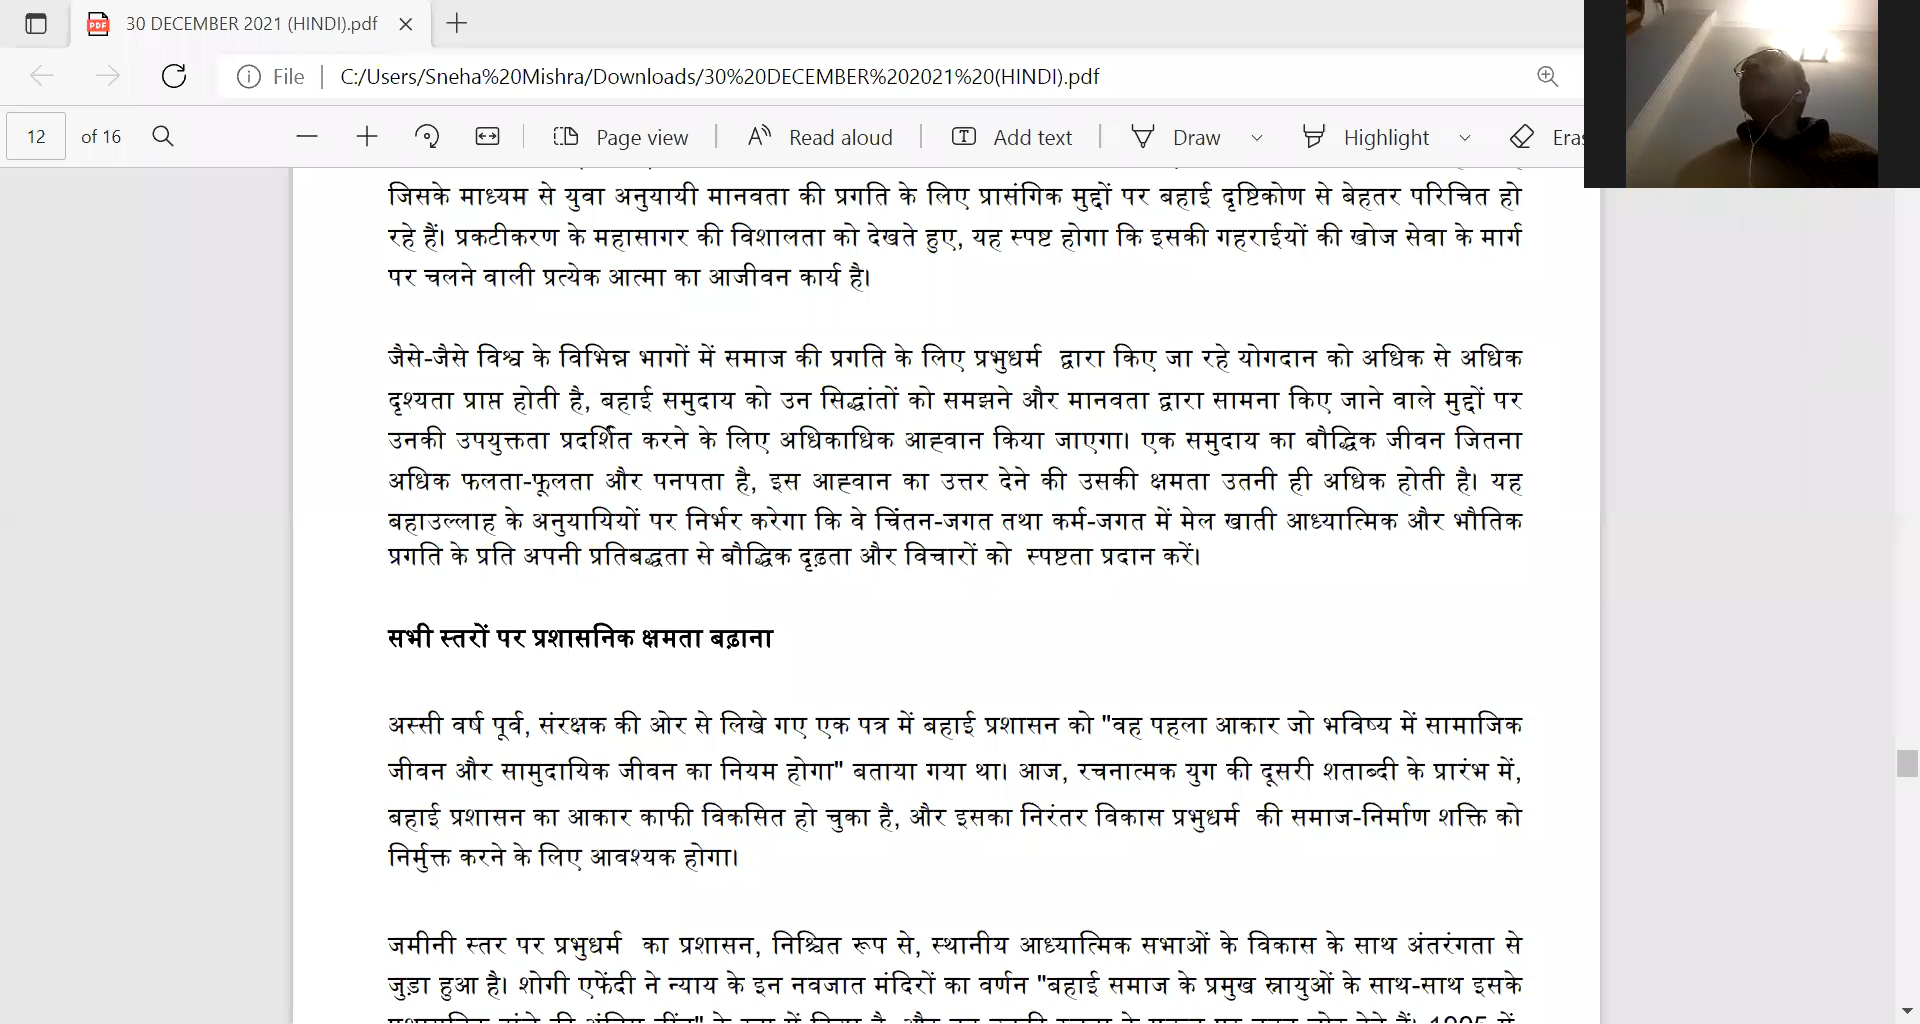 30 DECEMBER 2021 (HINDI).pdf
File | C:/Users/Sneha%20Mishra/Downloads/30%20DECEMBER%202021%20(HINDI).pdf
12 of 16 Page view Read aloud Add text Draw Highlight
जिसके माध्यम से युवा अनुयायी मानवता की प्रगति के लिए प्रासंगिक मुद्दों पर बहाई दृष्टिकोण से बेहतर परिचित हो
रहे हैं। प्रकटीकरण के महासागर की विशालता को देखते हुए, यह स्पष्ट होगा कि इसकी गहराईयों की खोज सेवा के मार्ग
पर चलने वाली प्रत्येक आत्मा का आजीवन कार्य है।
जैसे-जैसे विश्व के विभिन्न भागों में समाज की प्रगति के लिए प्रभुधर्म द्वारा किए जा रहे योगदान को अधिक से अधिक
दृश्यता प्राप्त होती है, बहाई समुदाय को उन सिद्धांतों को समझने और मानवता द्वारा सामना किए जाने वाले मुद्दों पर
उनकी उपयुक्तता प्रदर्शित करने के लिए अधिकाधिक आह्वान किया जाएगा। एक समुदाय का बौद्धिक जीवन जितना
अधिक फलता-फूलता और पनपता है, इस आह्वान का उत्तर देने की उसकी क्षमता उतनी ही अधिक होती है। यह
बहाउल्लाह के अनुयायियों पर निर्भर करेगा कि वे चिंतन-जगत तथा कर्म-जगत में मेल खाती आध्यात्मिक और भौतिक
प्रगति के प्रति अपनी प्रतिबद्धता से बौद्धिक दृढ़ता और विचारों को स्पष्टता प्रदान करें।
सभी स्तरों पर प्रशासनिक क्षमता बढ़ाना
अस्सी वर्ष पूर्व, संरक्षक की ओर से लिखे गए एक पत्र में बहाई प्रशासन को "वह पहला आकार जो भविष्य में सामाजिक
जीवन और सामुदायिक जीवन का नियम होगा" बताया गया था। आज, रचनात्मक युग की दूसरी शताब्दी के प्रारंभ में,
बहाई प्रशासन का आकार काफी विकसित हो चुका है, और इसका निरंतर विकास प्रभुधर्म की समाज-निर्माण शक्ति को
निर्मुक्त करने के लिए आवश्यक होगा।
जमीनी स्तर पर प्रभुधर्म का प्रशासन, निश्चित रूप से, स्थानीय आध्यात्मिक सभाओं के विकास के साथ अंतरंगता से
जुड़ा हुआ है। शोगी एफेंदी ने न्याय के इन नवजात मंदिरों का वर्णन "बहाई समाज के प्रमुख स्नायुओं के साथ-साथ इसके